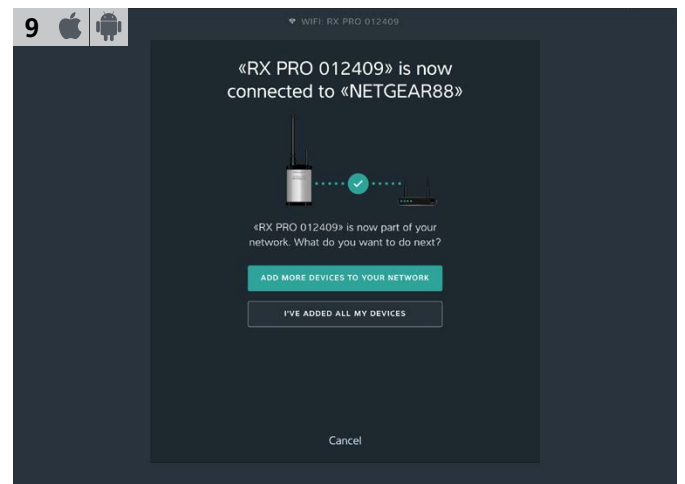 9
WIFI: RX PRO 012409
«RX PRO 012409» is now
connected to «NETGEAR88»
«RX PRO 012409» is now part of your
network. What do you want to do next?
ADD MORE DEVICES TO YOUR NETWORK
I'VE ADDED ALL MY DEVICES
Cancel